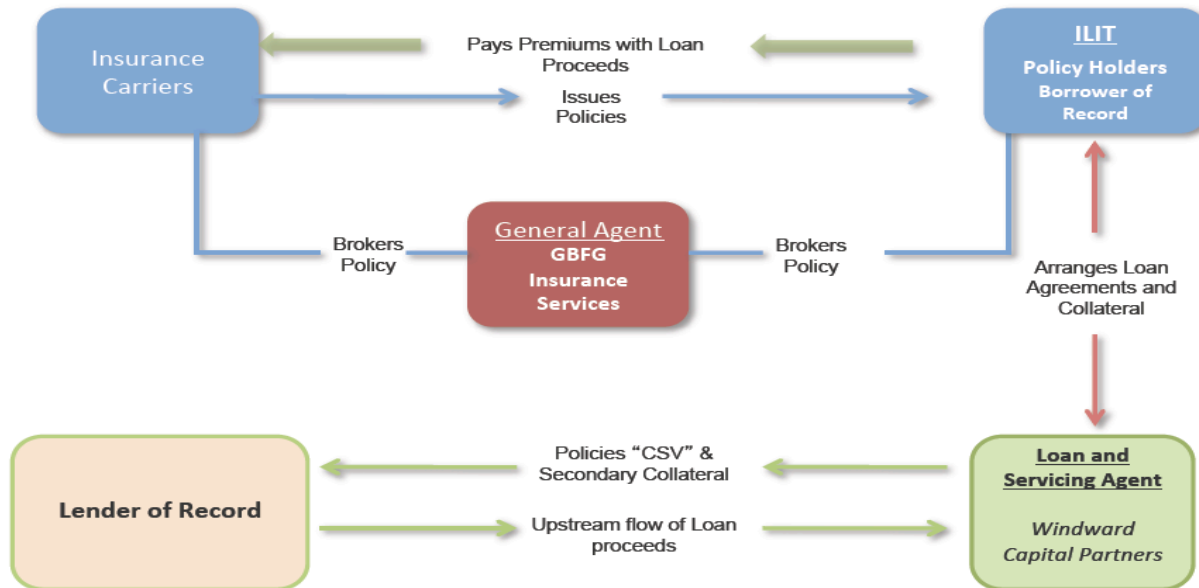 Insurance
Carriers
Pays Premiums with Loan
Proceeds
Issues
Policies
ILIT
Policy Holders
Borrower of
Record
Brokers
Policy
General Agent
GBFG
Insurance
Services
Brokers
Policy
Arranges Loan
Agreements and
Collateral
Lender of Record
Policies “CSV” &
Secondary Collateral
Upstream flow of Loan
proceeds
Loan and
Servicing Agent
Windward
Capital Partners